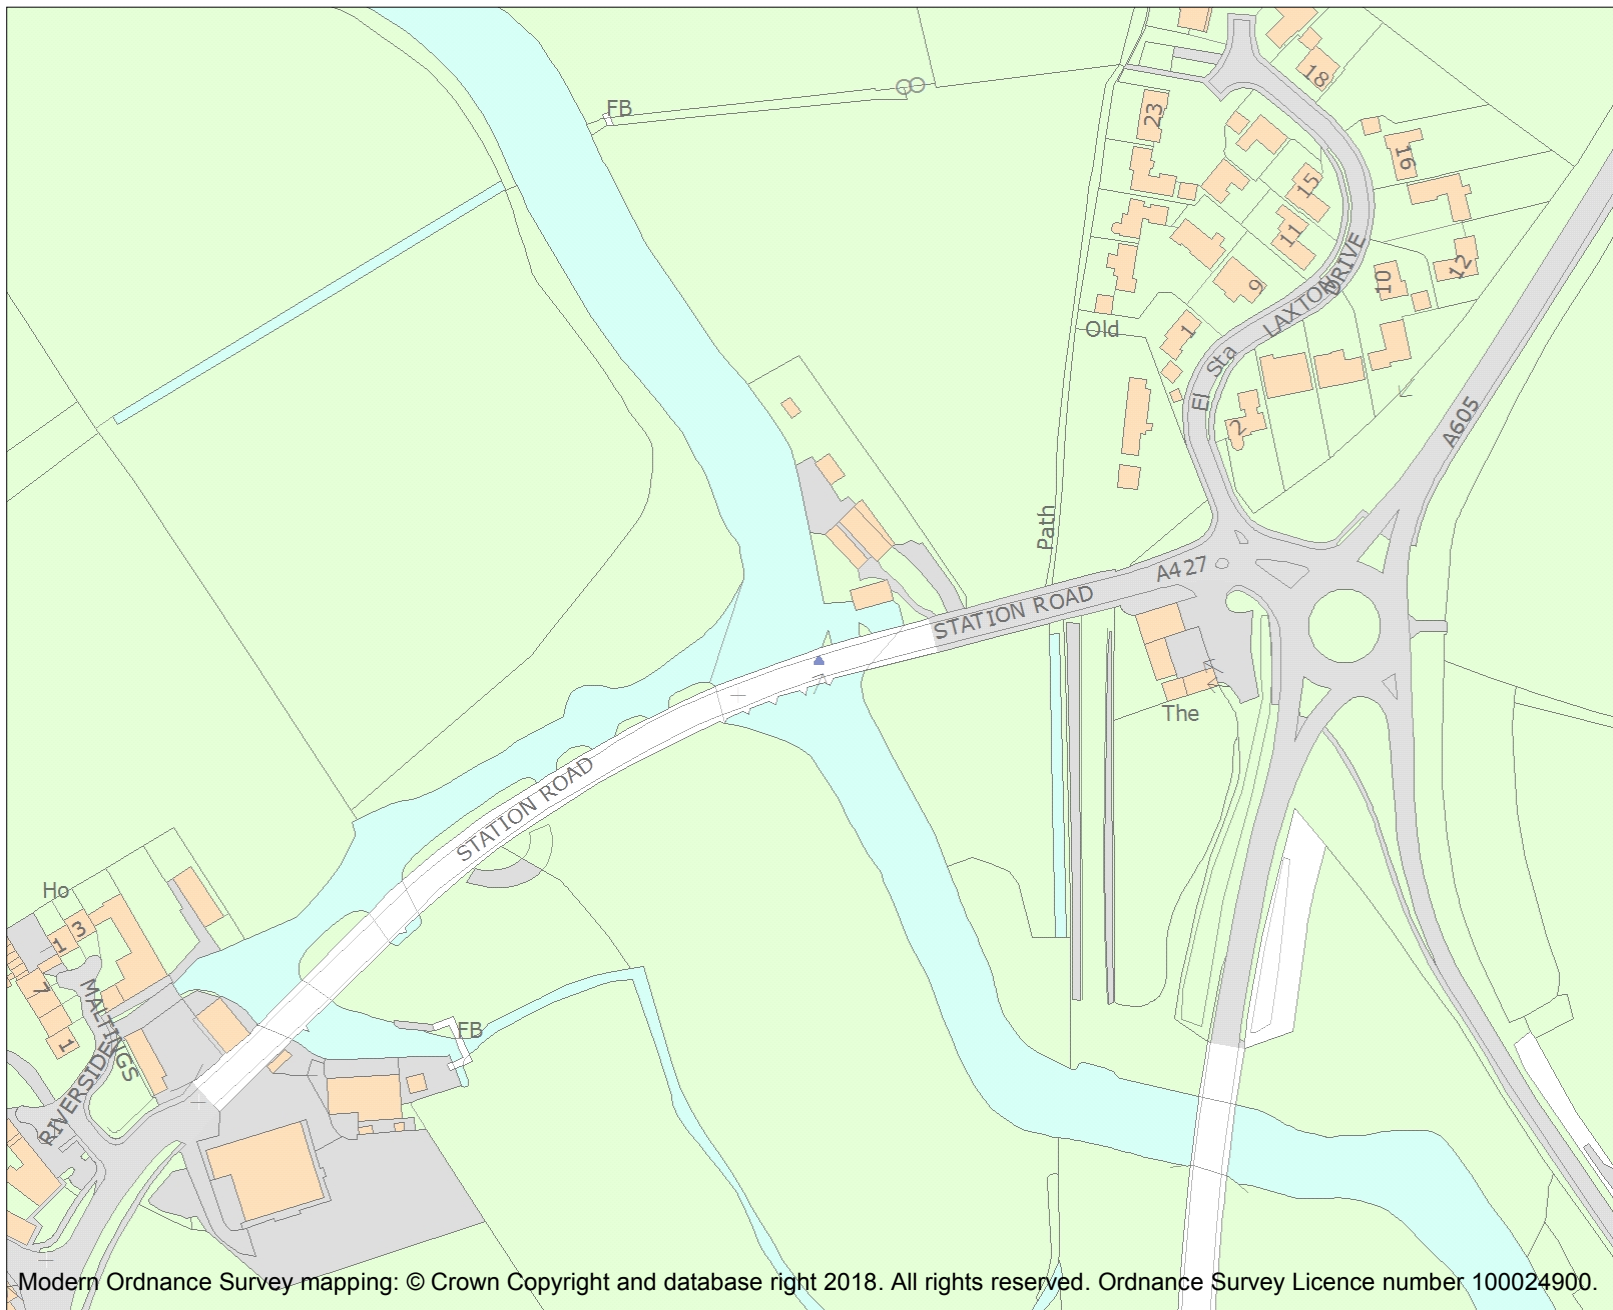 FB
18
23
16
15
11
DRIVE
12
10
9
LAXTON
Old
1
Sta
El
A605
2
Path
A427
STATION ROAD
The
STATION ROAD
Ho
3
1
7
MALTINGS
FB
1
RIVERSIDE
Modern Ordnance Survey mapping: © Crown Copyright and database right 2018. All rights reserved. Ordnance Survey Licence number 100024900.